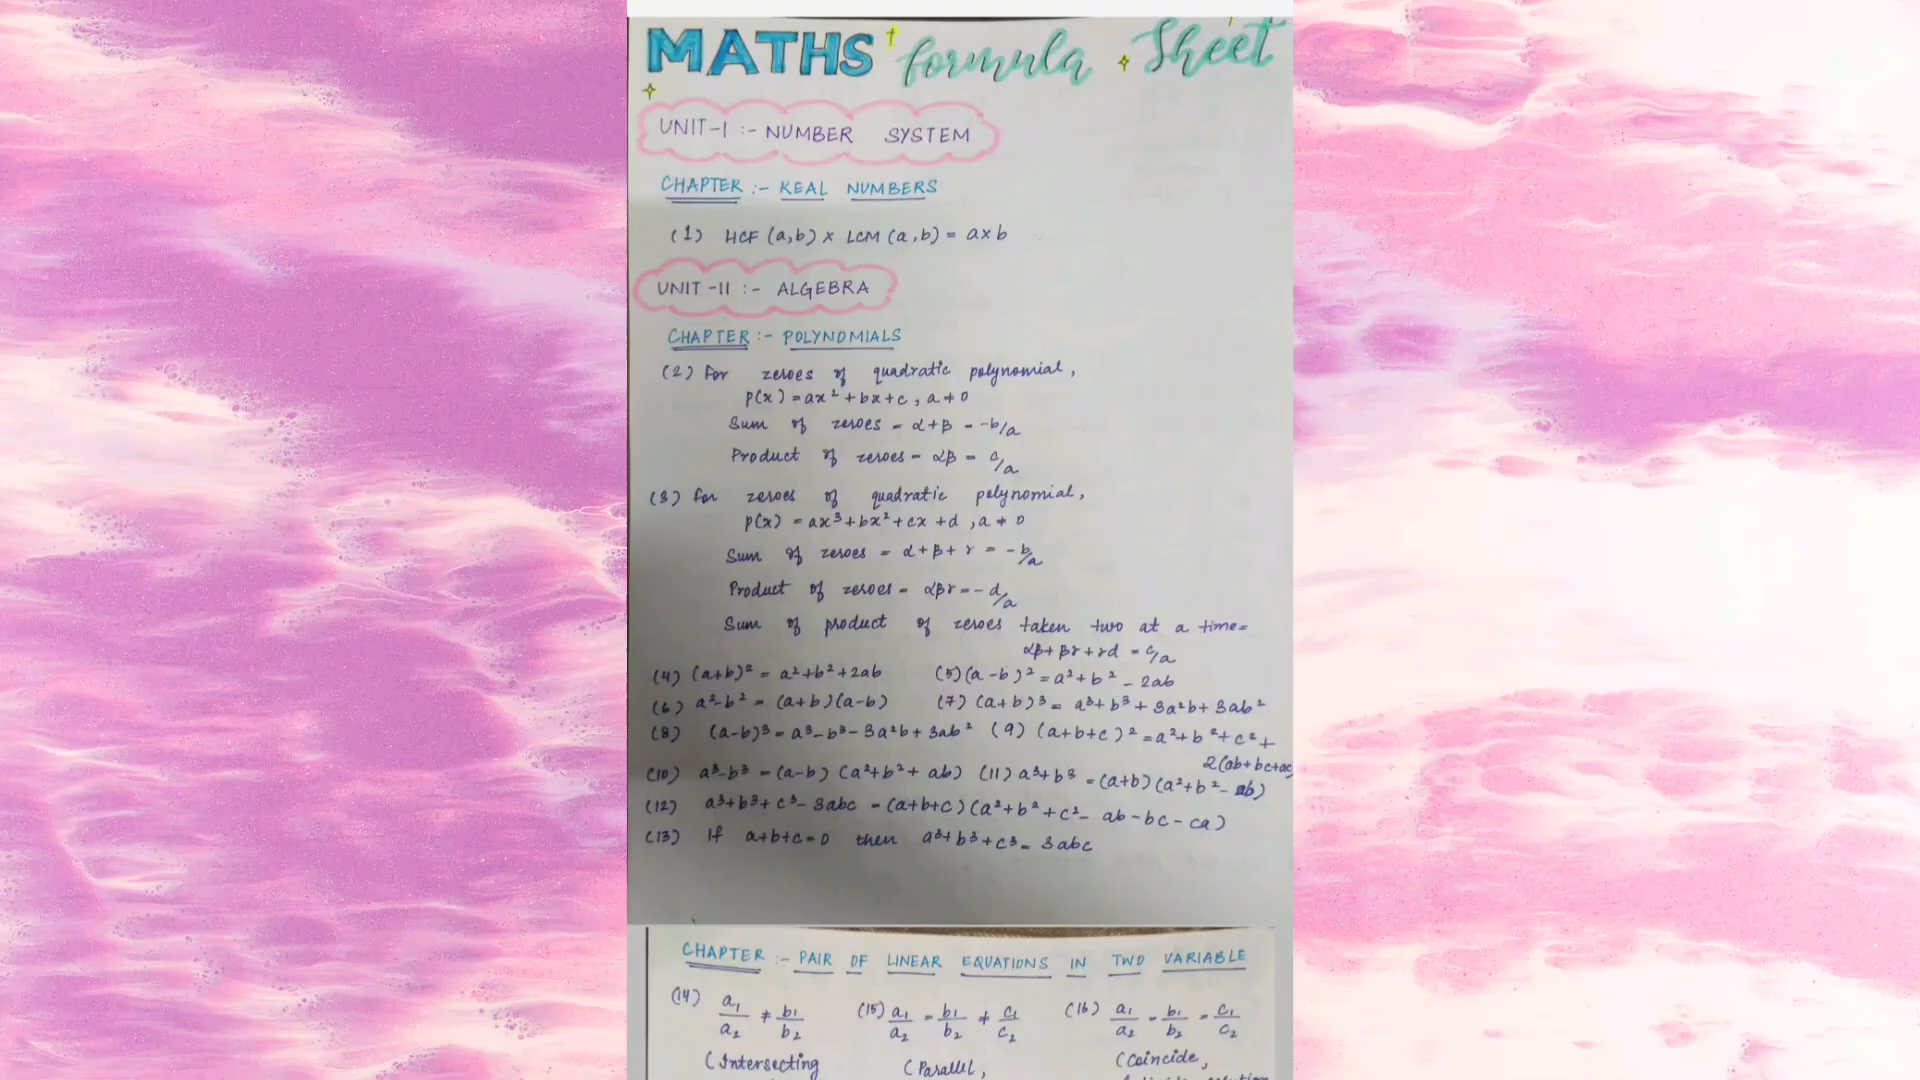 MATHS formula Sheet
UNIT-I :- NUMBER SYSTEM
CHAPTER :- REAL NUMBERS
(1) HCF (a,b) x LCM (a,b) = axb
UNIT-II :- ALGEBRA
CHAPTER :- POLYNOMIALS
(2) For zeroes of quadratic polynomial,
P(x) = ax² + bx + c, a ≠ 0
Sum of zeroes = α+β = -b/a
Product of zeroes = αβ = c/a
(3) For zeroes of quadratic polynomial,
P(x) = ax³+bx²+cx+d, a ≠ 0
Sum of zeroes = α+β+r = -b/a
Product of zeroes = αβr = -d/a
Sum of product of zeroes taken two at a time=
αβ+βr+rα = c/a
(4) (a+b)² = a²+b²+2ab (5) (a-b)² = a²+b² - 2ab
(6) a²-b² = (a+b)(a-b) (7) (a+b)³ = a³+b³+3a²b+3ab²
(8) (a-b)³ = a³-b³-3a²b+3ab² (9) (a+b+c)² = a²+b²+c²+
2(ab+bc+ac
(10) a³-b³ = (a-b) (a²+b²+ab) (11) a³+b³ = (a+b)(a²+b²-ab)
(12) a³+b³+c³-3abc = (a+b+c)(a²+b²+c²-ab-bc-ca)
(13) If a+b+c=0 then a³+b³+c³= 3abc
CHAPTER :- PAIR OF LINEAR EQUATIONS IN TWO VARIABLE
(14) a₁/a₂ ≠ b₁/b₂ (15) a₁/a₂ = b₁/b₂ ≠ c₁/c₂ (16) a₁/a₂ = b₁/b₂ = c₁/c₂
(Intersecting (Parallel, (Coincide,